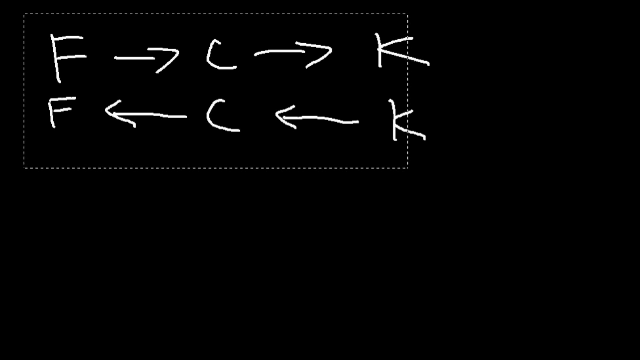 F → C → K
F ← C ← K